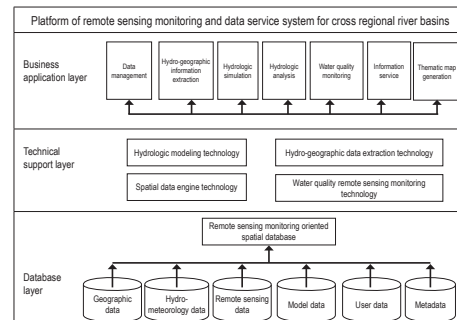 Platform of remote sensing monitoring and data service system for cross regional river basins
Business
application layer
Data
management
Hydro-geographic
information
extraction
Hydrologic
simulation
Hydrologic
analysis
Water quality
monitoring
Information
service
Thematic map
generation
Technical
support layer
Hydrologic modeling technology
Hydro-geographic data extraction technology
Spatial data engine technology
Water quality remote sensing monitoring
technology
Database
layer
Remote sensing monitoring oriented
spatial database
Geographic
data
Hydro-
meteorology data
Remote sensing
data
Model data
User data
Metadata